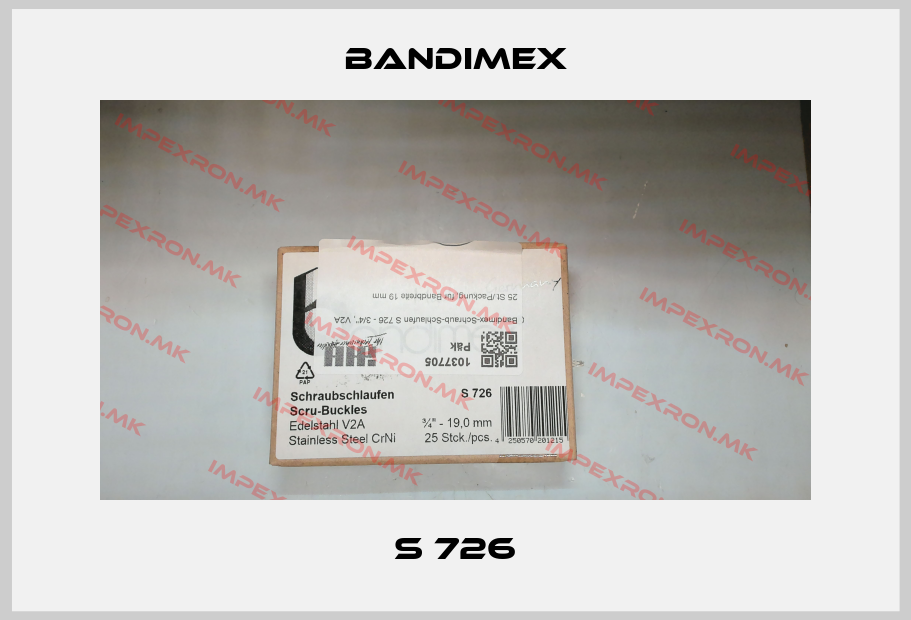 BANDIMEX
IMPEXRON.MK
25 St./Packung, für Bandbreite 19 mm
( Bandimex-Schraub-Schlaufen S 726 - 3/4", V2A
Pak
1037705
21
PAP
Schraubschlaufen S 726
Scru-Buckles
Edelstahl V2A ¾" - 19,0 mm
Stainless Steel CrNi 25 Stck./pcs.
4 250570 201215
S 726